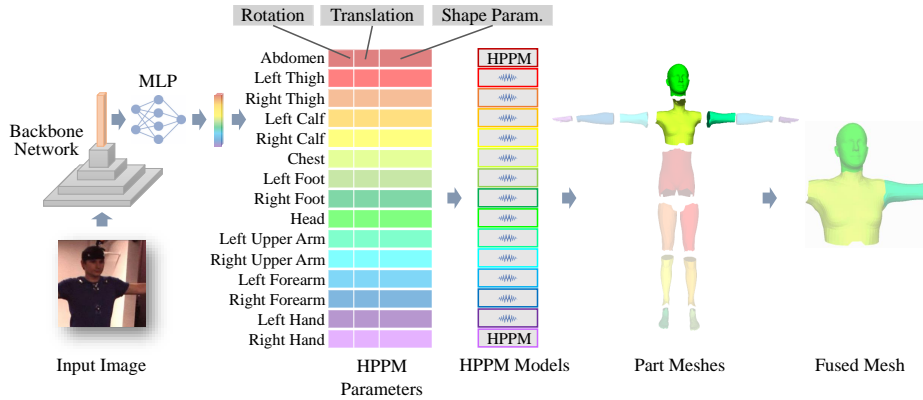 Rotation
Translation
Shape Param.
MLP
Backbone
Network
Abdomen
Left Thigh
Right Thigh
Left Calf
Right Calf
Chest
Left Foot
Right Foot
Head
Left Upper Arm
Right Upper Arm
Left Forearm
Right Forearm
Left Hand
Right Hand
HPPM
HPPM
Input Image
HPPM
Parameters
HPPM Models
Part Meshes
Fused Mesh